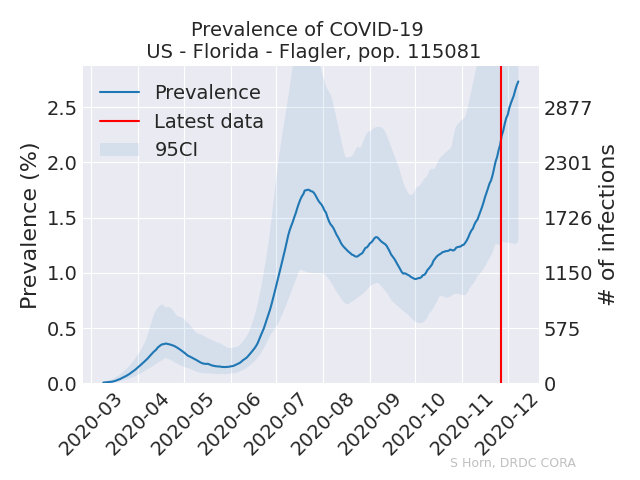 Prevalence of COVID-19
US - Florida - Flagler, pop. 115081
Prevalence
Latest data
95CI
Prevalence (%)
2.5
2.0
1.5
1.0
0.5
0.0
2877
2301
1726
1150
575
0
# of infections
2020-03
2020-04
2020-05
2020-06
2020-07
2020-08
2020-09
2020-10
2020-11
2020-12
S Horn, DRDC CORA